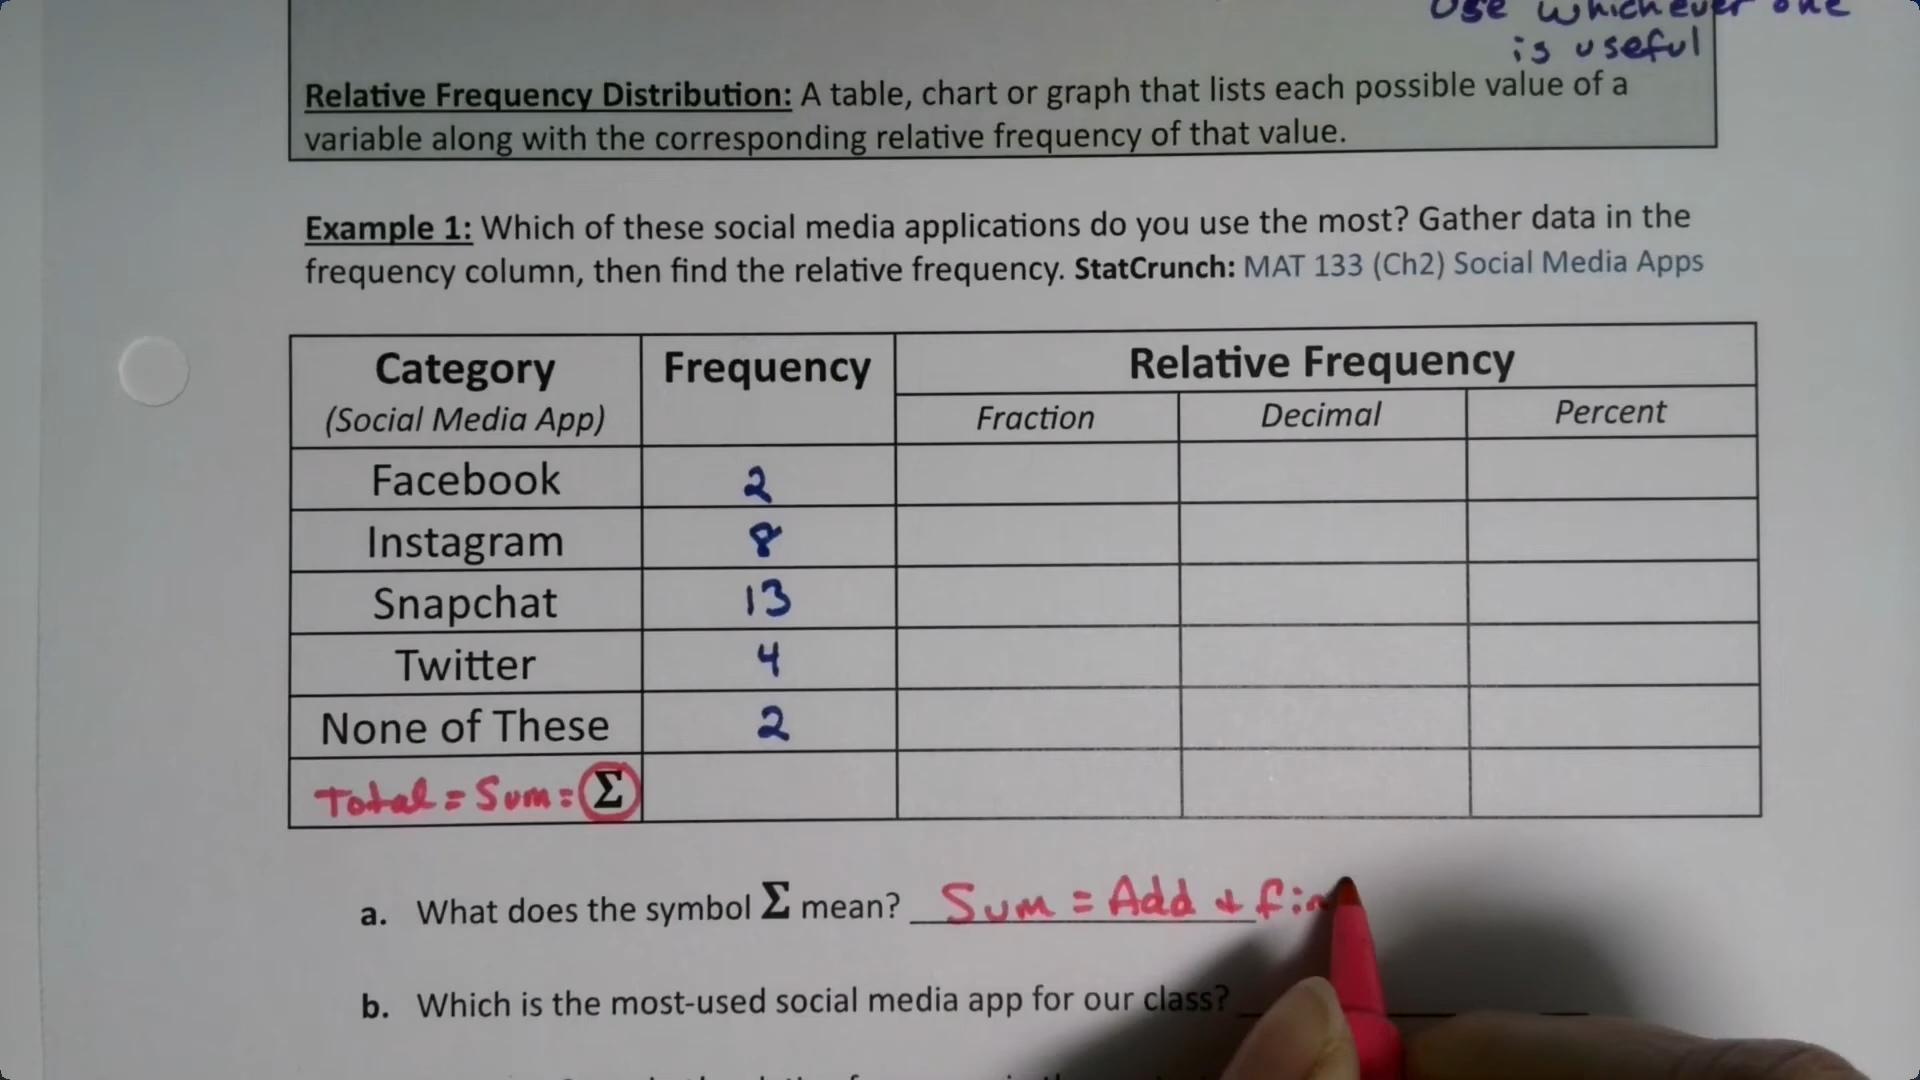 Use whichever one
is useful
Relative Frequency Distribution: A table, chart or graph that lists each possible value of a
variable along with the corresponding relative frequency of that value.
Example 1: Which of these social media applications do you use the most? Gather data in the
frequency column, then find the relative frequency. StatCrunch: MAT 133 (Ch2) Social Media Apps
Category Frequency Relative Frequency
(Social Media App) Fraction Decimal Percent
Facebook 2
Instagram 8
Snapchat 13
Twitter 4
None of These 2
Total = Sum = Σ
a. What does the symbol Σ mean? Sum = Add + fin
b. Which is the most-used social media app for our class?